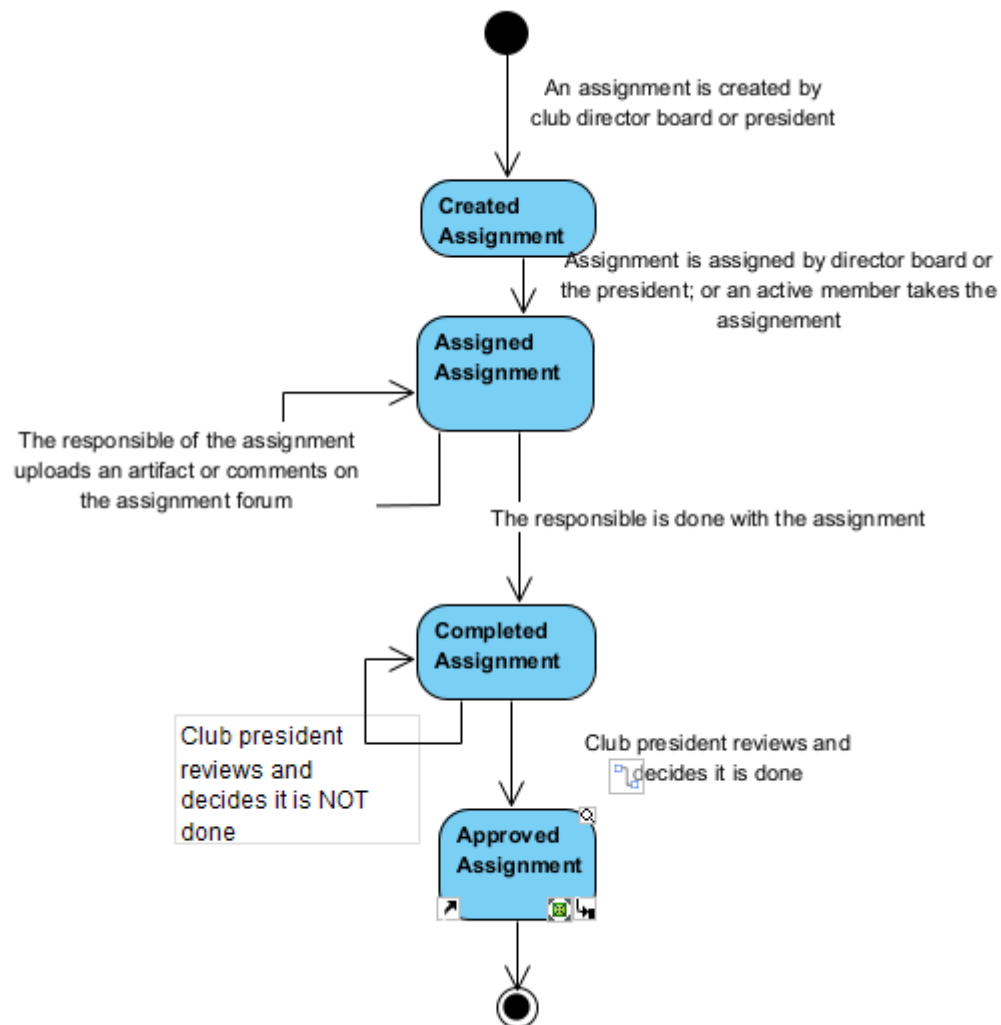 An assignment is created by
club director board or president
Created
Assignment
Assignment is assigned by director board or
the president; or an active member takes the
assignement
Assigned
Assignment
The responsible of the assignment
uploads an artifact or comments on
the assignment forum
The responsible is done with the assignment
Completed
Assignment
Club president
reviews and
decides it is NOT
done
Club president reviews and
decides it is done
Approved
Assignment